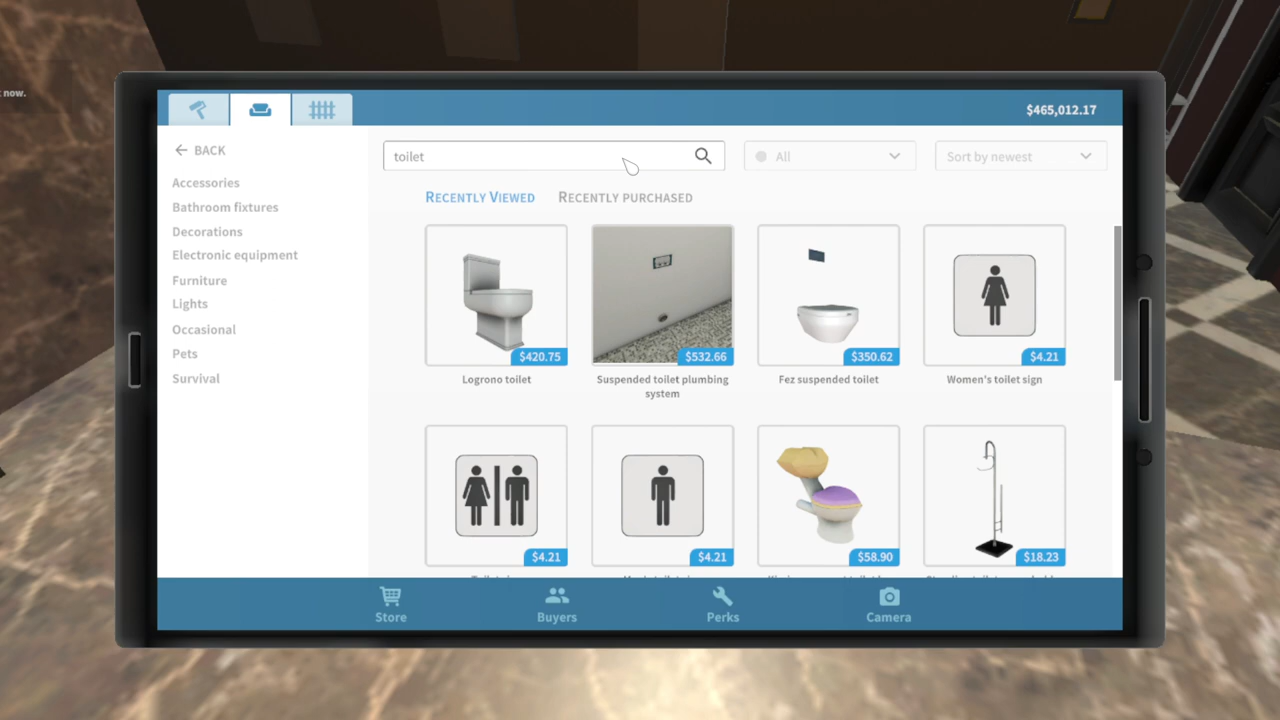 now.
$465,012.17
BACK
toilet
All
Sort by newest
Accessories
Bathroom fixtures
Decorations
Electronic equipment
Furniture
Lights
Occasional
Pets
Survival
RECENTLY VIEWED
RECENTLY PURCHASED
$420.75
$532.66
$350.62
$4.21
Logrono toilet
Suspended toilet plumbing
system
Fez suspended toilet
Women's toilet sign
$4.21
$4.21
$58.90
$18.23
Store
Buyers
Perks
Camera